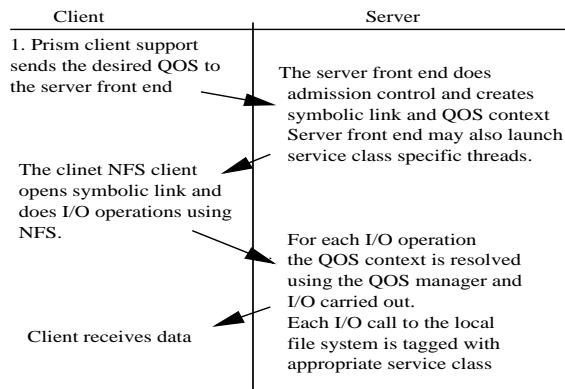 Client
Server
1. Prism client support
sends the desired QOS to
the server front end
The server front end does
admission control and creates
symbolic link and QOS context
Server front end may also launch
service class specific threads.
The clinet NFS client
opens symbolic link and
does I/O operations using
NFS.
For each I/O operation
the QOS context is resolved
using the QOS manager and
I/O carried out.
Each I/O call to the local
file system is tagged with
appropriate service class
Client receives data